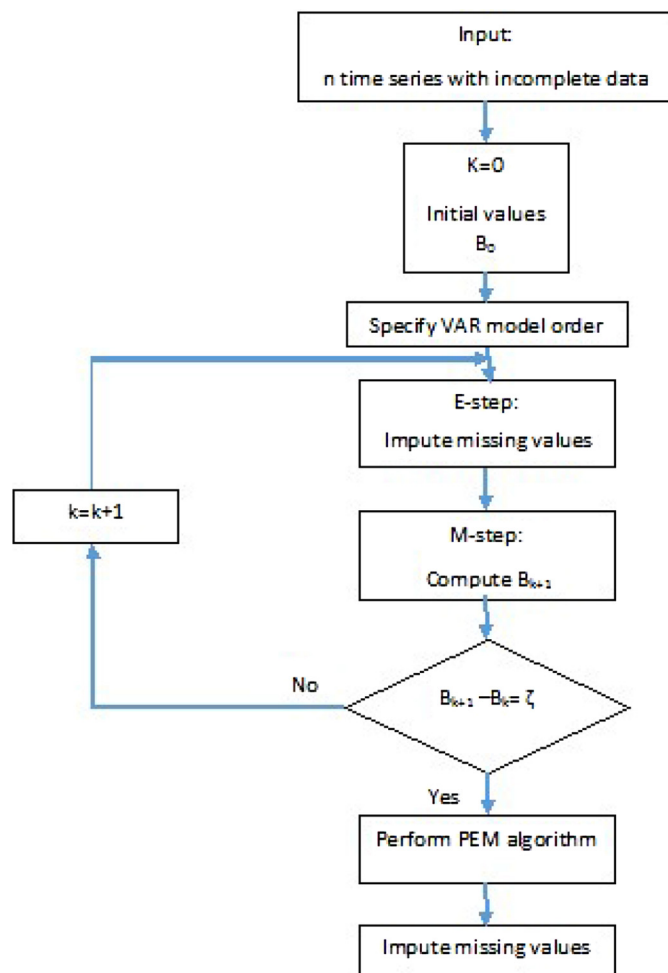 Input:
n time series with incomplete data
K=0
Initial values
B₀
Specify VAR model order
E-step:
Impute missing values
k=k+1
M-step:
Compute Bₖ₊₁
No
Bₖ₊₁ –Bₖ= ζ
Yes
Perform PEM algorithm
Impute missing values